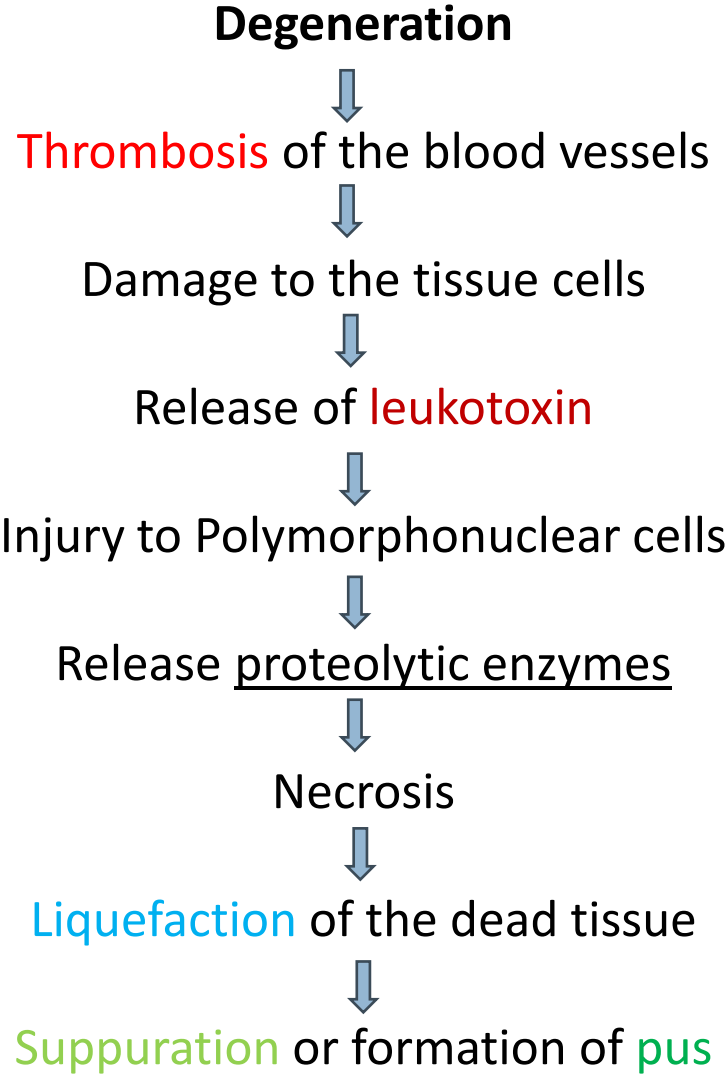 Degeneration
Thrombosis of the blood vessels
Damage to the tissue cells
Release of leukotoxin
Injury to Polymorphonuclear cells
Release proteolytic enzymes
Necrosis
Liquefaction of the dead tissue
Suppuration or formation of pus